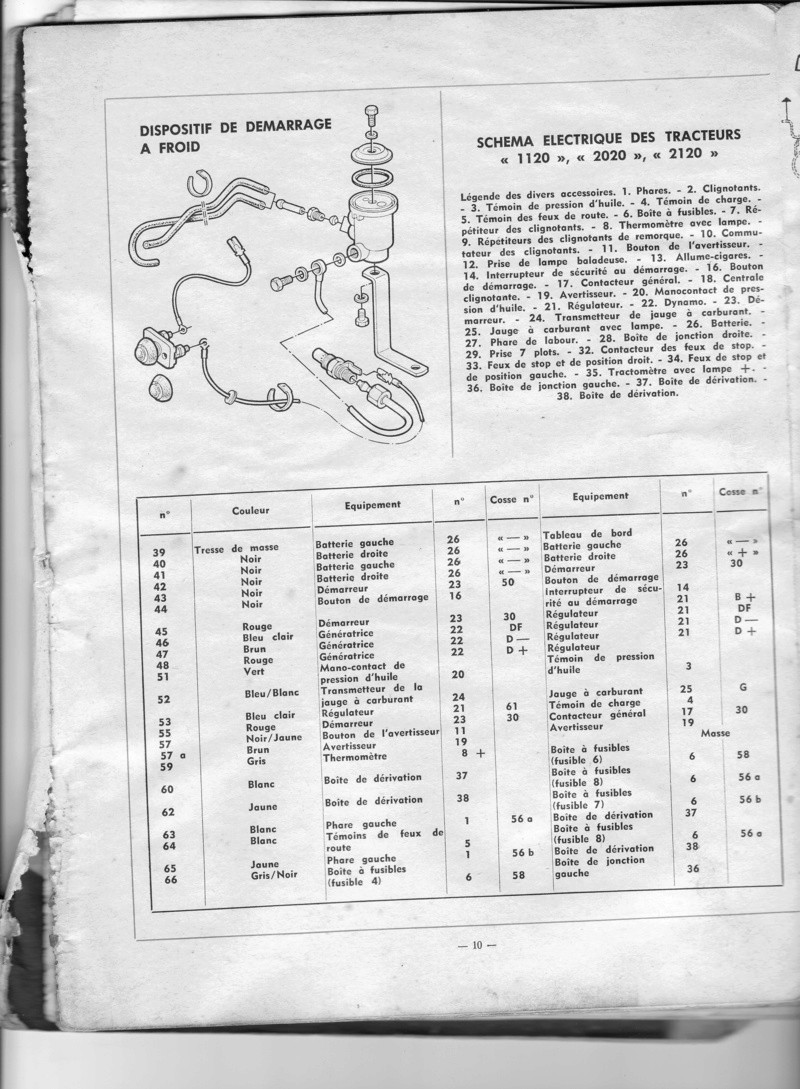 DISPOSITIF DE DEMARRAGE
A FROID
SCHEMA ELECTRIQUE DES TRACTEURS
« 1120 », « 2020 », « 2120 »
Légende des divers accessoires. 1. Phares. - 2. Clignotants.
- 3. Témoin de pression d'huile. - 4. Témoin de charge. -
5. Témoin des feux de route. - 6. Boîte à fusibles. - 7. Ré-
pétiteur des clignotants. - 8. Thermomètre avec lampe. -
9. Répétiteurs des clignotants de remorque. - 10. Commu-
tateur des clignotants. - 11. Bouton de l'avertisseur. -
12. Prise de lampe baladeuse. - 13. Allume-cigares. -
14. Interrupteur de sécurité au démarrage. - 16. Bouton
de démarrage. - 17. Contacteur général. - 18. Centrale
clignotante. - 19. Avertisseur. - 20. Manocontact de pres-
sion d'huile. - 21. Régulateur. - 22. Dynamo. - 23. Dé-
marreur. - 24. Transmetteur de jauge à carburant. -
25. Jauge à carburant avec lampe. - 26. Batterie. -
27. Phare de labour. - 28. Boîte de jonction droite. -
29. Prise 7 plots. - 32. Contacteur des feux de stop. -
33. Feux de stop et de position droit. - 34. Feux de stop et
de position gauche. - 35. Tractomètre avec lampe +. -
36. Boîte de jonction gauche. - 37. Boîte de dérivation. -
38. Boîte de dérivation.
n° Couleur Equipement n° Cosse n° Equipement n° Cosse n°
39 Tresse de masse Batterie gauche 26 « — » Tableau de bord
40 Noir Batterie droite 26 « — » Batterie gauche 26 « — »
41 Noir Batterie gauche 26 « — » Batterie droite 26 « + »
42 Noir Batterie droite 26 « — » Démarreur 23 30
43 Noir Démarreur 23 50 Bouton de démarrage
44 Noir Bouton de démarrage 16 Interrupteur de sécu- 14
rité au démarrage
45 Rouge Démarreur 23 30 Régulateur 21 B +
46 Bleu clair Génératrice 22 DF Régulateur 21 DF
47 Brun Génératrice 22 D — Régulateur 21 D —
48 Rouge Génératrice 22 D + Régulateur 21 D +
51 Vert Mano-contact de Témoin de pression
pression d'huile 20 d'huile 3
52 Bleu/Blanc Transmetteur de la
jauge à carburant 24 Jauge à carburant 25 G
53 Bleu clair Régulateur 21 61 Témoin de charge 4
55 Rouge Démarreur 23 30 Contacteur général 17 30
57 Noir/Jaune Bouton de l'avertisseur 11 Avertisseur 19
57 a Brun Avertisseur 19 Masse
59 Gris Thermomètre 8 + Boîte à fusibles
(fusible 6) 6 58
60 Blanc Boîte de dérivation 37 Boîte à fusibles
(fusible 8) 6 56 a
62 Jaune Boîte de dérivation 38 Boîte à fusibles
(fusible 7) 6 56 b
63 Blanc Phare gauche 1 56 a Boîte de dérivation 37
64 Blanc Témoins de feux de Boîte à fusibles
route 5 (fusible 8) 6 56 a
65 Jaune Phare gauche 1 56 b Boîte de dérivation 38
66 Gris/Noir Boîte à fusibles Boîte de jonction
(fusible 4) 6 58 gauche 36
— 10 —